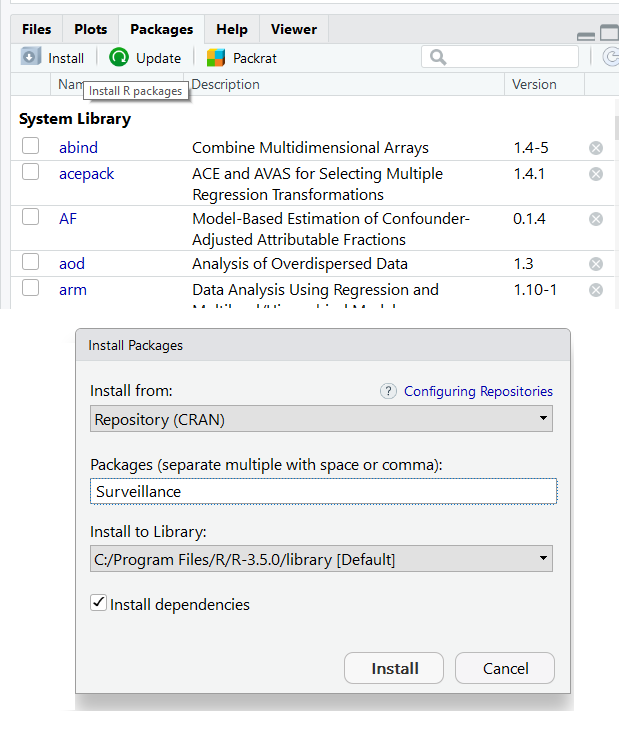 Files Plots Packages Help Viewer
Install Update Packrat
Name Description Version
Install R packages
System Library
abind Combine Multidimensional Arrays 1.4-5
acepack ACE and AVAS for Selecting Multiple 1.4.1
Regression Transformations
AF Model-Based Estimation of Confounder- 0.1.4
Adjusted Attributable Fractions
aod Analysis of Overdispersed Data 1.3
arm Data Analysis Using Regression and 1.10-1
Install Packages
Install from:
? Configuring Repositories
Repository (CRAN)
Packages (separate multiple with space or comma):
Surveillance
Install to Library:
C:/Program Files/R/R-3.5.0/library [Default]
Install dependencies
Install Cancel